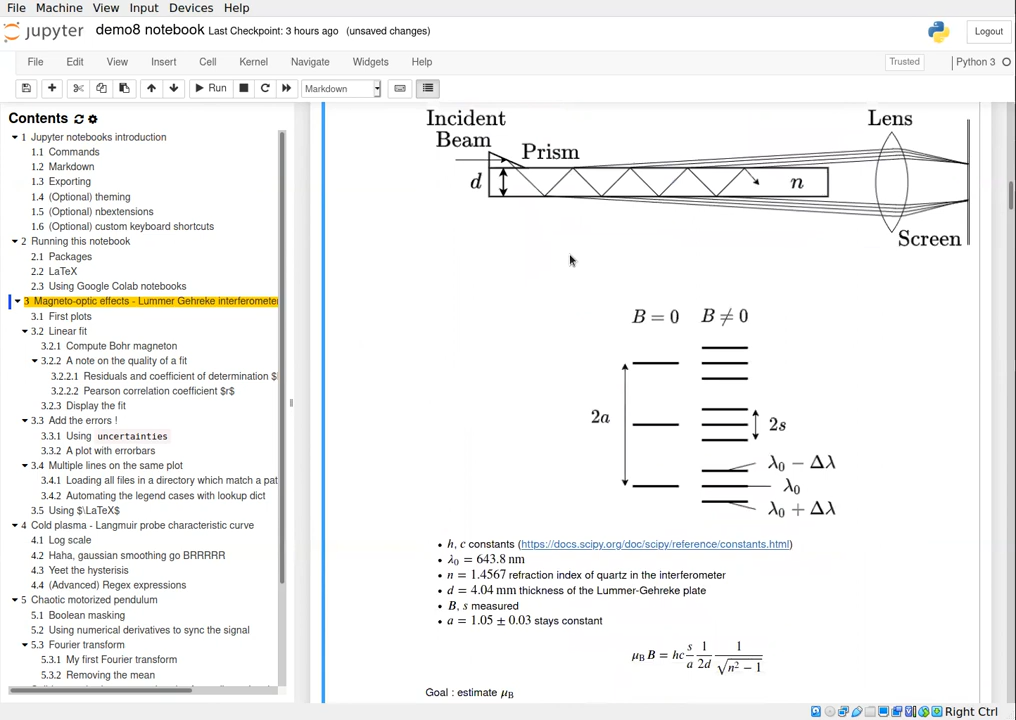 File Machine View Input Devices Help
jupyter demo8 notebook Last Checkpoint: 3 hours ago (unsaved changes)
Logout
File Edit View Insert Cell Kernel Navigate Widgets Help
Trusted
Python 3
Run
Markdown
Contents
1 Jupyter notebooks introduction
1.1 Commands
1.2 Markdown
1.3 Exporting
1.4 (Optional) theming
1.5 (Optional) nbextensions
1.6 (Optional) custom keyboard shortcuts
2 Running this notebook
2.1 Packages
2.2 LaTeX
2.3 Using Google Colab notebooks
3 Magneto-optic effects - Lummer Gehreke interferometer
3.1 First plots
3.2 Linear fit
3.2.1 Compute Bohr magneton
3.2.2 A note on the quality of a fit
3.2.2.1 Residuals and coefficient of determination $
3.2.2.2 Pearson correlation coefficient $r$
3.2.3 Display the fit
3.3 Add the errors !
3.3.1 Using uncertainties
3.3.2 A plot with errorbars
3.4 Multiple lines on the same plot
3.4.1 Loading all files in a directory which match a pat
3.4.2 Automating the legend cases with lookup dict
3.5 Using $\LaTeX$
4 Cold plasma - Langmuir probe characteristic curve
4.1 Log scale
4.2 Haha, gaussian smoothing go BRRRRR
4.3 Yeet the hysterisis
4.4 (Advanced) Regex expressions
5 Chaotic motorized pendulum
5.1 Boolean masking
5.2 Using numerical derivatives to sync the signal
5.3 Fourier transform
5.3.1 My first Fourier transform
5.3.2 Removing the mean
Incident
Beam
Prism
Lens
d
n
Screen
B = 0 B ≠ 0
2a
2s
λ₀ − Δλ
λ₀
λ₀ + Δλ
• h, c constants (https://docs.scipy.org/doc/scipy/reference/constants.html)
• λ₀ = 643.8 nm
• n = 1.4567 refraction index of quartz in the interferometer
• d = 4.04 mm thickness of the Lummer-Gehreke plate
• B, s measured
• a = 1.05 ± 0.03 stays constant
μ_B B = hc s/a 1/2d 1/√(n² − 1)
Goal : estimate μ_B
Right Ctrl